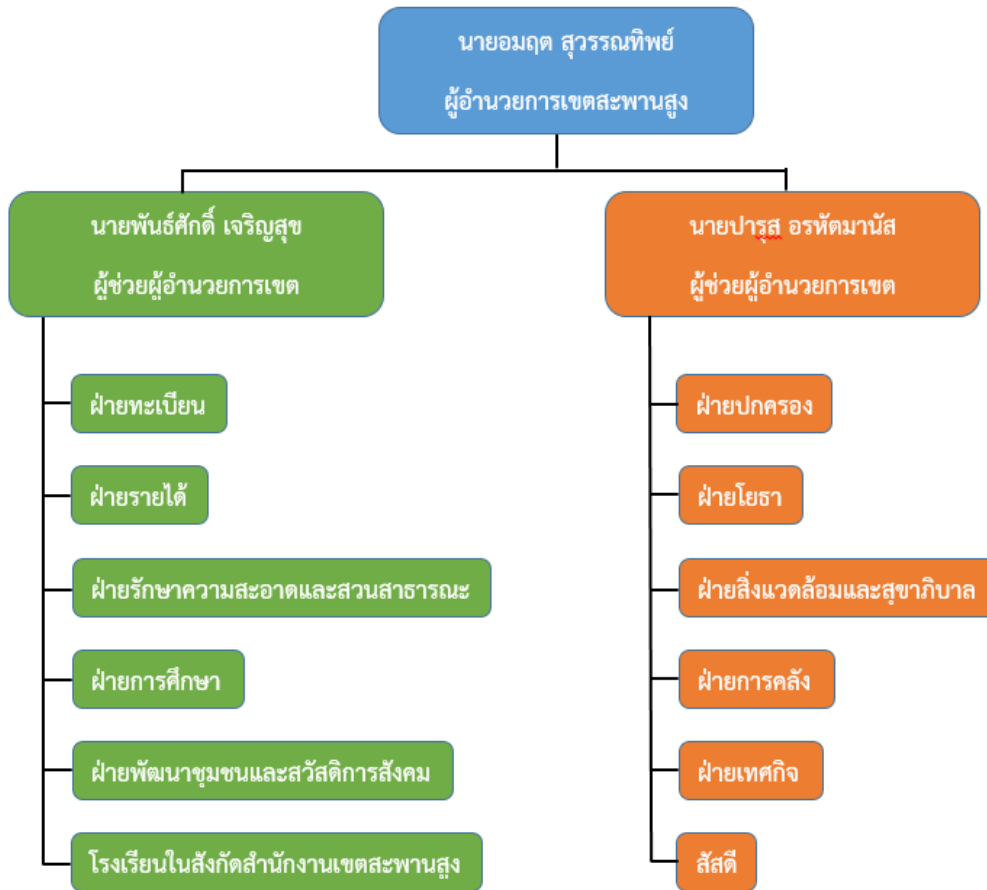 นายอมฤต สุวรรณทิพย์
ผู้อำนวยการเขตสะพานสูง
นายพันธ์ศักดิ์ เจริญสุข
ผู้ช่วยผู้อำนวยการเขต
ฝ่ายทะเบียน
ฝ่ายรายได้
ฝ่ายรักษาความสะอาดและสวนสาธารณะ
ฝ่ายการศึกษา
ฝ่ายพัฒนาชุมชนและสวัสดิการสังคม
โรงเรียนในสังกัดสำนักงานเขตสะพานสูง
นายปารุส อรหัตมานัส
ผู้ช่วยผู้อำนวยการเขต
ฝ่ายปกครอง
ฝ่ายโยธา
ฝ่ายสิ่งแวดล้อมและสุขาภิบาล
ฝ่ายการคลัง
ฝ่ายเทศกิจ
สัสดี